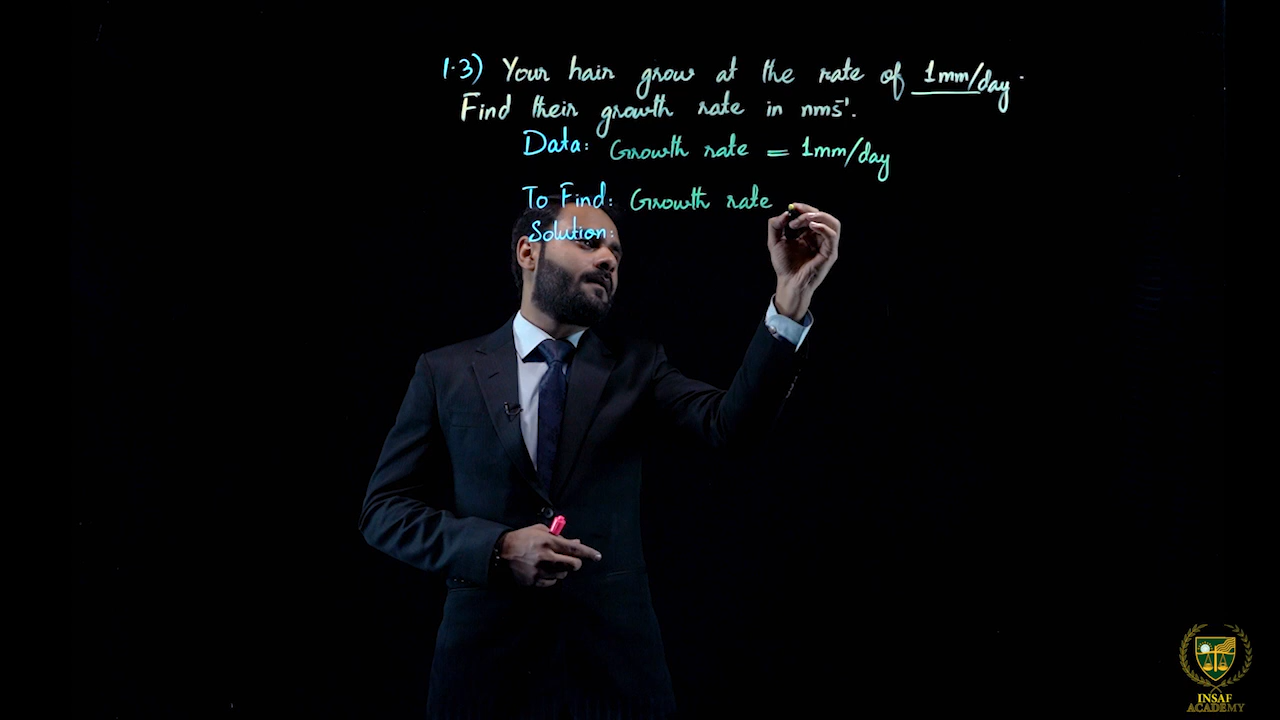 1.3) Your hair grow at the rate of 1mm/day.
Find their growth rate in nms⁻¹.
Data: Growth rate = 1mm/day
To Find: Growth rate
Solution:
INSAF
ACADEMY